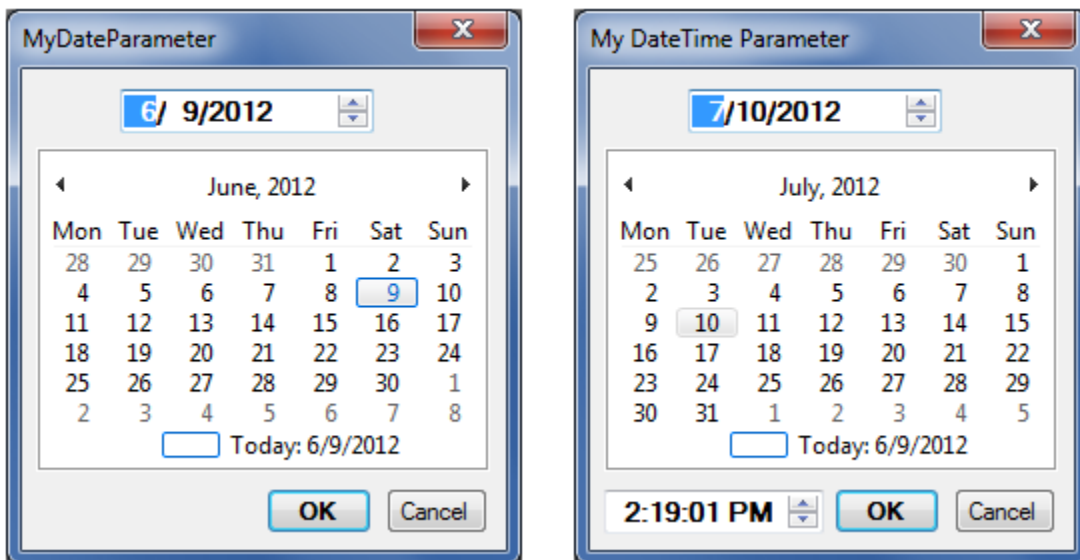 MyDateParameter
6/ 9/2012
June, 2012
Mon Tue Wed Thu Fri Sat Sun
28 29 30 31 1 2 3
4 5 6 7 8 9 10
11 12 13 14 15 16 17
18 19 20 21 22 23 24
25 26 27 28 29 30 1
2 3 4 5 6 7 8
Today: 6/9/2012
OK Cancel
My DateTime Parameter
7/10/2012
July, 2012
Mon Tue Wed Thu Fri Sat Sun
25 26 27 28 29 30 1
2 3 4 5 6 7 8
9 10 11 12 13 14 15
16 17 18 19 20 21 22
23 24 25 26 27 28 29
30 31 1 2 3 4 5
Today: 6/9/2012
2:19:01 PM OK Cancel